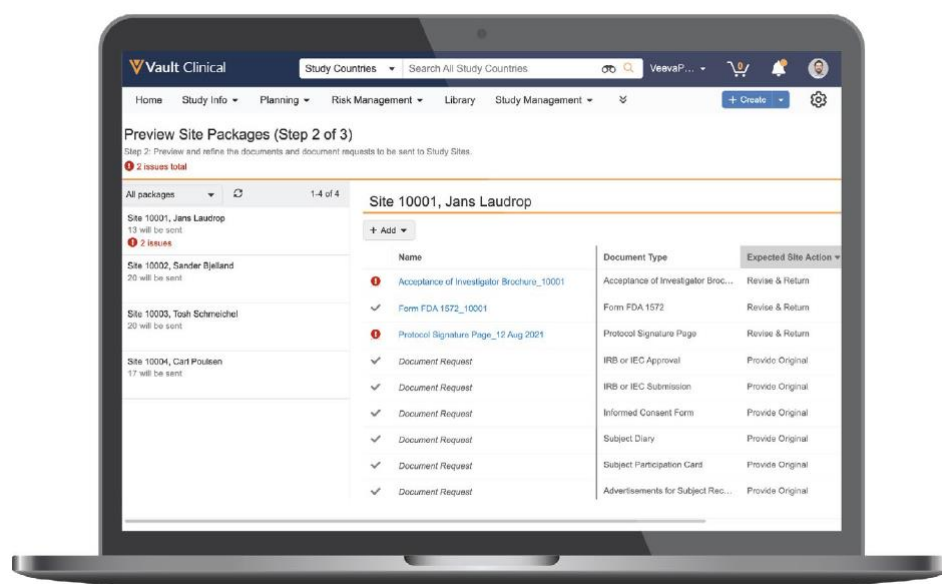 Vault Clinical
Study Countries
Search All Study Countries
VeevaP...
Home
Study Info
Planning
Risk Management
Library
Study Management
+ Create
Preview Site Packages (Step 2 of 3)
Step 2: Preview and refine the documents and document requests to be sent to Study Sites.
2 issues total
All packages
1-4 of 4
Site 10001, Jans Laudrop
13 will be sent
2 issues
Site 10002, Sander Bjelland
20 will be sent
Site 10003, Tosh Schmeichel
20 will be sent
Site 10004, Carl Poulsen
17 will be sent
Site 10001, Jans Laudrop
+ Add
Name Document Type Expected Site Action
Acceptance of Investigator Brochure_10001 Acceptance of Investigator Broc... Revise & Return
Form FDA 1572_10001 Form FDA 1572 Revise & Return
Protocol Signature Page_12 Aug 2021 Protocol Signature Page Revise & Return
Document Request IRB or IEC Approval Provide Original
Document Request IRB or IEC Submission Provide Original
Document Request Informed Consent Form Provide Original
Document Request Subject Diary Provide Original
Document Request Subject Participation Card Provide Original
Document Request Advertisements for Subject Rec... Provide Original